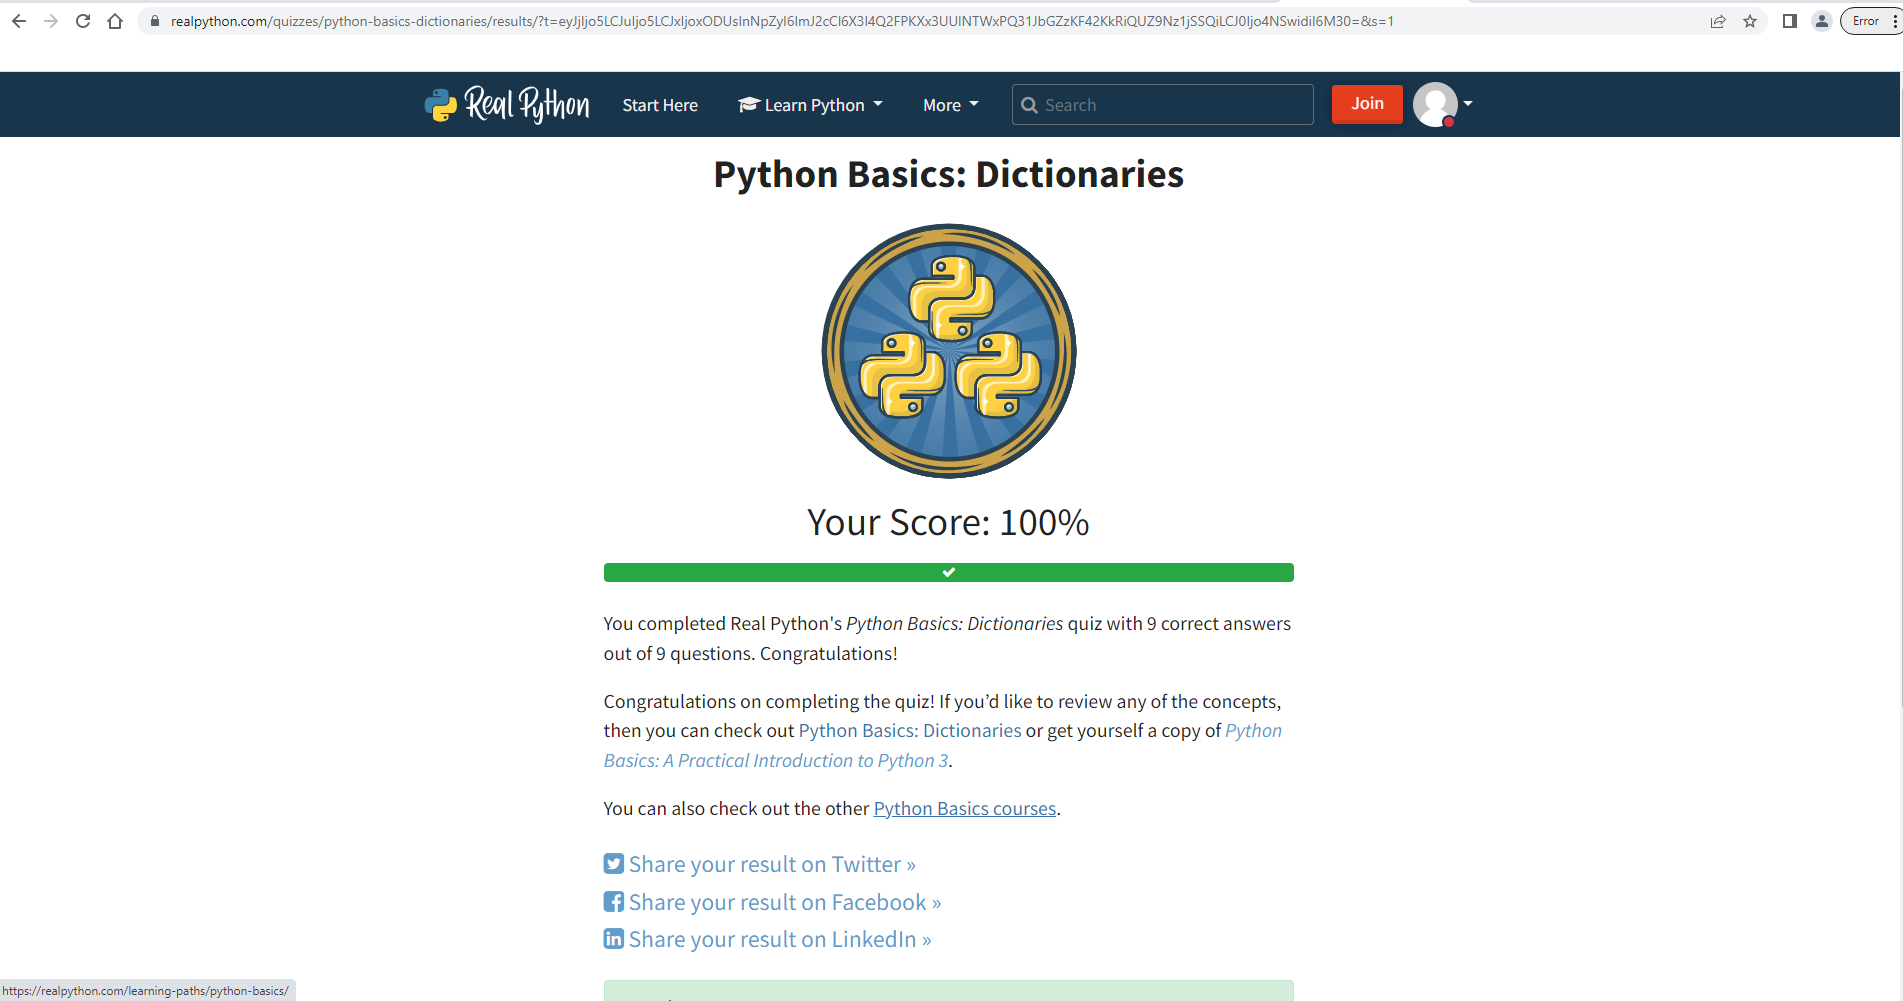 realpython.com/quizzes/python-basics-dictionaries/results/?t=eyJjIjo5LCJuIjo5LCJxIjoxODUsInNpZyI6ImJ2cCI6X3I4Q2FPKXx3UUlNTWxPQ31JbGZzKF42KkRiQUZ9Nz1jSSQiLCJ0Ijo4NSwidiI6M30=&s=1
Error
Real Python
Start Here
Learn Python
More
Search
Join
Python Basics: Dictionaries
Your Score: 100%
You completed Real Python's Python Basics: Dictionaries quiz with 9 correct answers
out of 9 questions. Congratulations!
Congratulations on completing the quiz! If you’d like to review any of the concepts,
then you can check out Python Basics: Dictionaries or get yourself a copy of Python
Basics: A Practical Introduction to Python 3.
You can also check out the other Python Basics courses.
Share your result on Twitter »
Share your result on Facebook »
Share your result on LinkedIn »
https://realpython.com/learning-paths/python-basics/